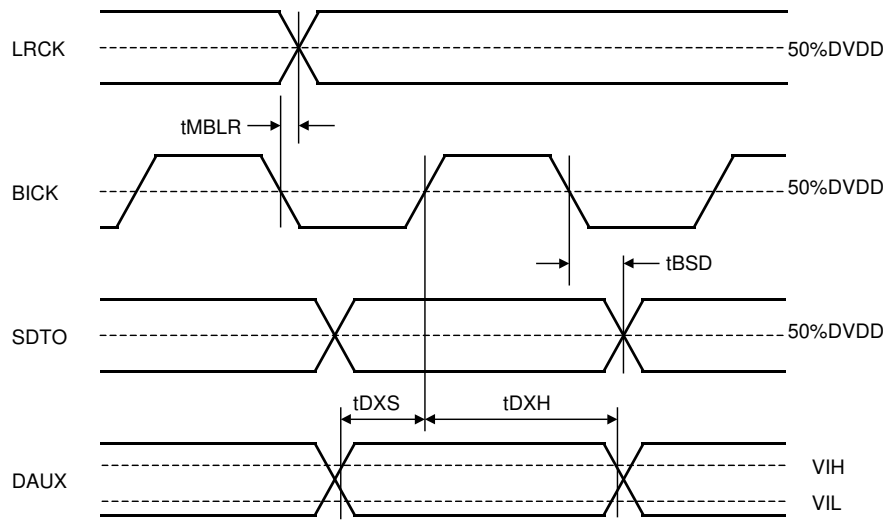 LRCK 50%DVDD
tMBLR
BICK 50%DVDD
tBSD
SDTO 50%DVDD
tDXS tDXH
DAUX VIH
VIL